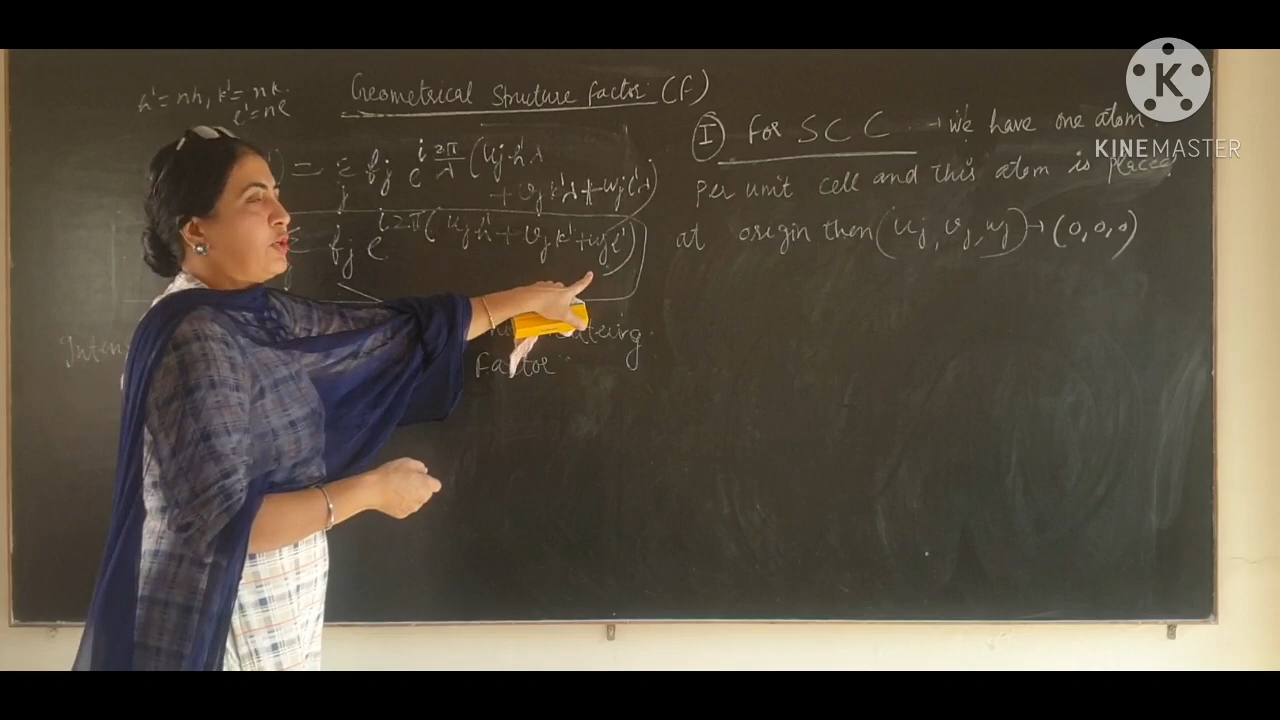 Geometrical Structure Factor (F)
h' = nh, k' = nk
l' = nl
') = Σ j fj e^i 2π/λ (uj h'λ
+ vj k'λ + wj l'λ)
Σ fj e^i 2π (uj h' + vj k' + wj l')
Factor
I For SCC → We have one atom
per unit cell and this atom is placed
at origin then (uj, vj, wj) → (0,0,0)
K
KINEMASTER